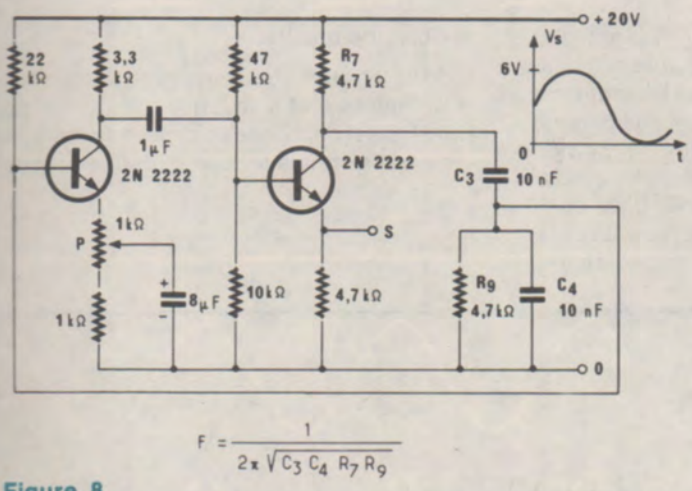 + 20V
22 kΩ
3,3 kΩ
47 kΩ
R7
4,7 kΩ
Vs
6V
0
t
1μF
2N 2222
2N 2222
C3
10 nF
S
1kΩ
P
+
8μF
−
1kΩ
10kΩ
4,7 kΩ
R9
4,7kΩ
C4
10 nF
0
F = 1 / 2π √C3 C4 R7 R9
Figure 8